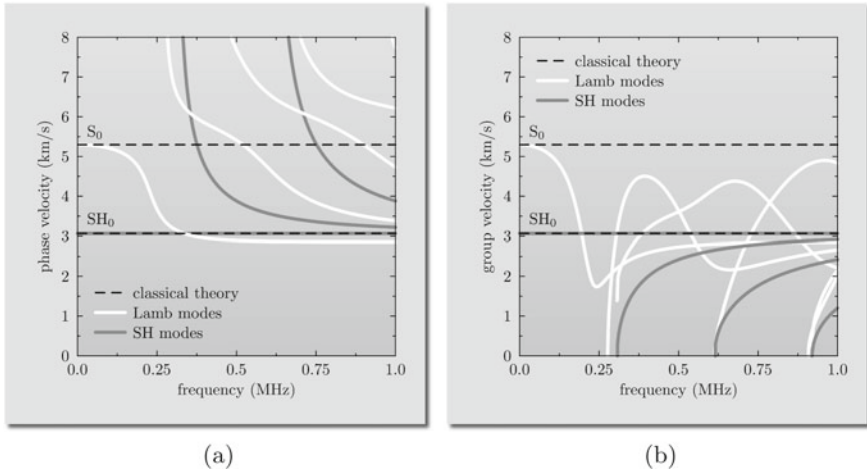 8
7
6
5
4
3
2
1
0
phase velocity (km/s)
S0
SH0
classical theory
Lamb modes
SH modes
0 0.25 0.5 0.75 1.0
frequency (MHz)
(a)
8
7
6
5
4
3
2
1
0
group velocity (km/s)
classical theory
Lamb modes
SH modes
S0
SH0
0.0 0.25 0.5 0.75 1.0
frequency (MHz)
(b)